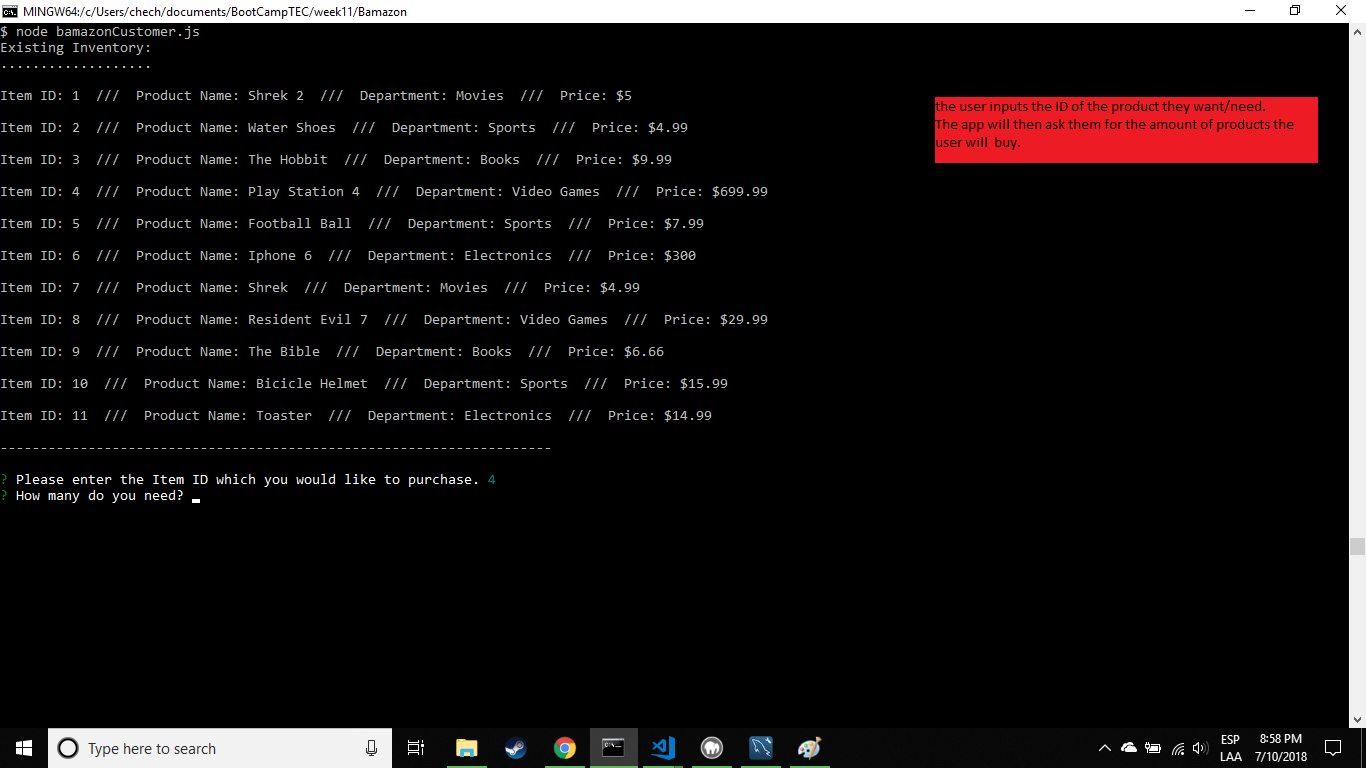 MINGW64:/c/Users/chech/documents/BootCampTEC/week11/Bamazon
$ node bamazonCustomer.js
Existing Inventory:
...................
Item ID: 1  ///  Product Name: Shrek 2  ///  Department: Movies  ///  Price: $5
Item ID: 2  ///  Product Name: Water Shoes  ///  Department: Sports  ///  Price: $4.99
Item ID: 3  ///  Product Name: The Hobbit  ///  Department: Books  ///  Price: $9.99
Item ID: 4  ///  Product Name: Play Station 4  ///  Department: Video Games  ///  Price: $699.99
Item ID: 5  ///  Product Name: Football Ball  ///  Department: Sports  ///  Price: $7.99
Item ID: 6  ///  Product Name: Iphone 6  ///  Department: Electronics  ///  Price: $300
Item ID: 7  ///  Product Name: Shrek  ///  Department: Movies  ///  Price: $4.99
Item ID: 8  ///  Product Name: Resident Evil 7  ///  Department: Video Games  ///  Price: $29.99
Item ID: 9  ///  Product Name: The Bible  ///  Department: Books  ///  Price: $6.66
Item ID: 10  ///  Product Name: Bicicle Helmet  ///  Department: Sports  ///  Price: $15.99
Item ID: 11  ///  Product Name: Toaster  ///  Department: Electronics  ///  Price: $14.99
---------------------------------------------------------------------
? Please enter the Item ID which you would like to purchase. 4
? How many do you need?
the user inputs the ID of the product they want/need.
The app will then ask them for the amount of products the
user will  buy.
Type here to search
ESP
LAA
8:58 PM
7/10/2018